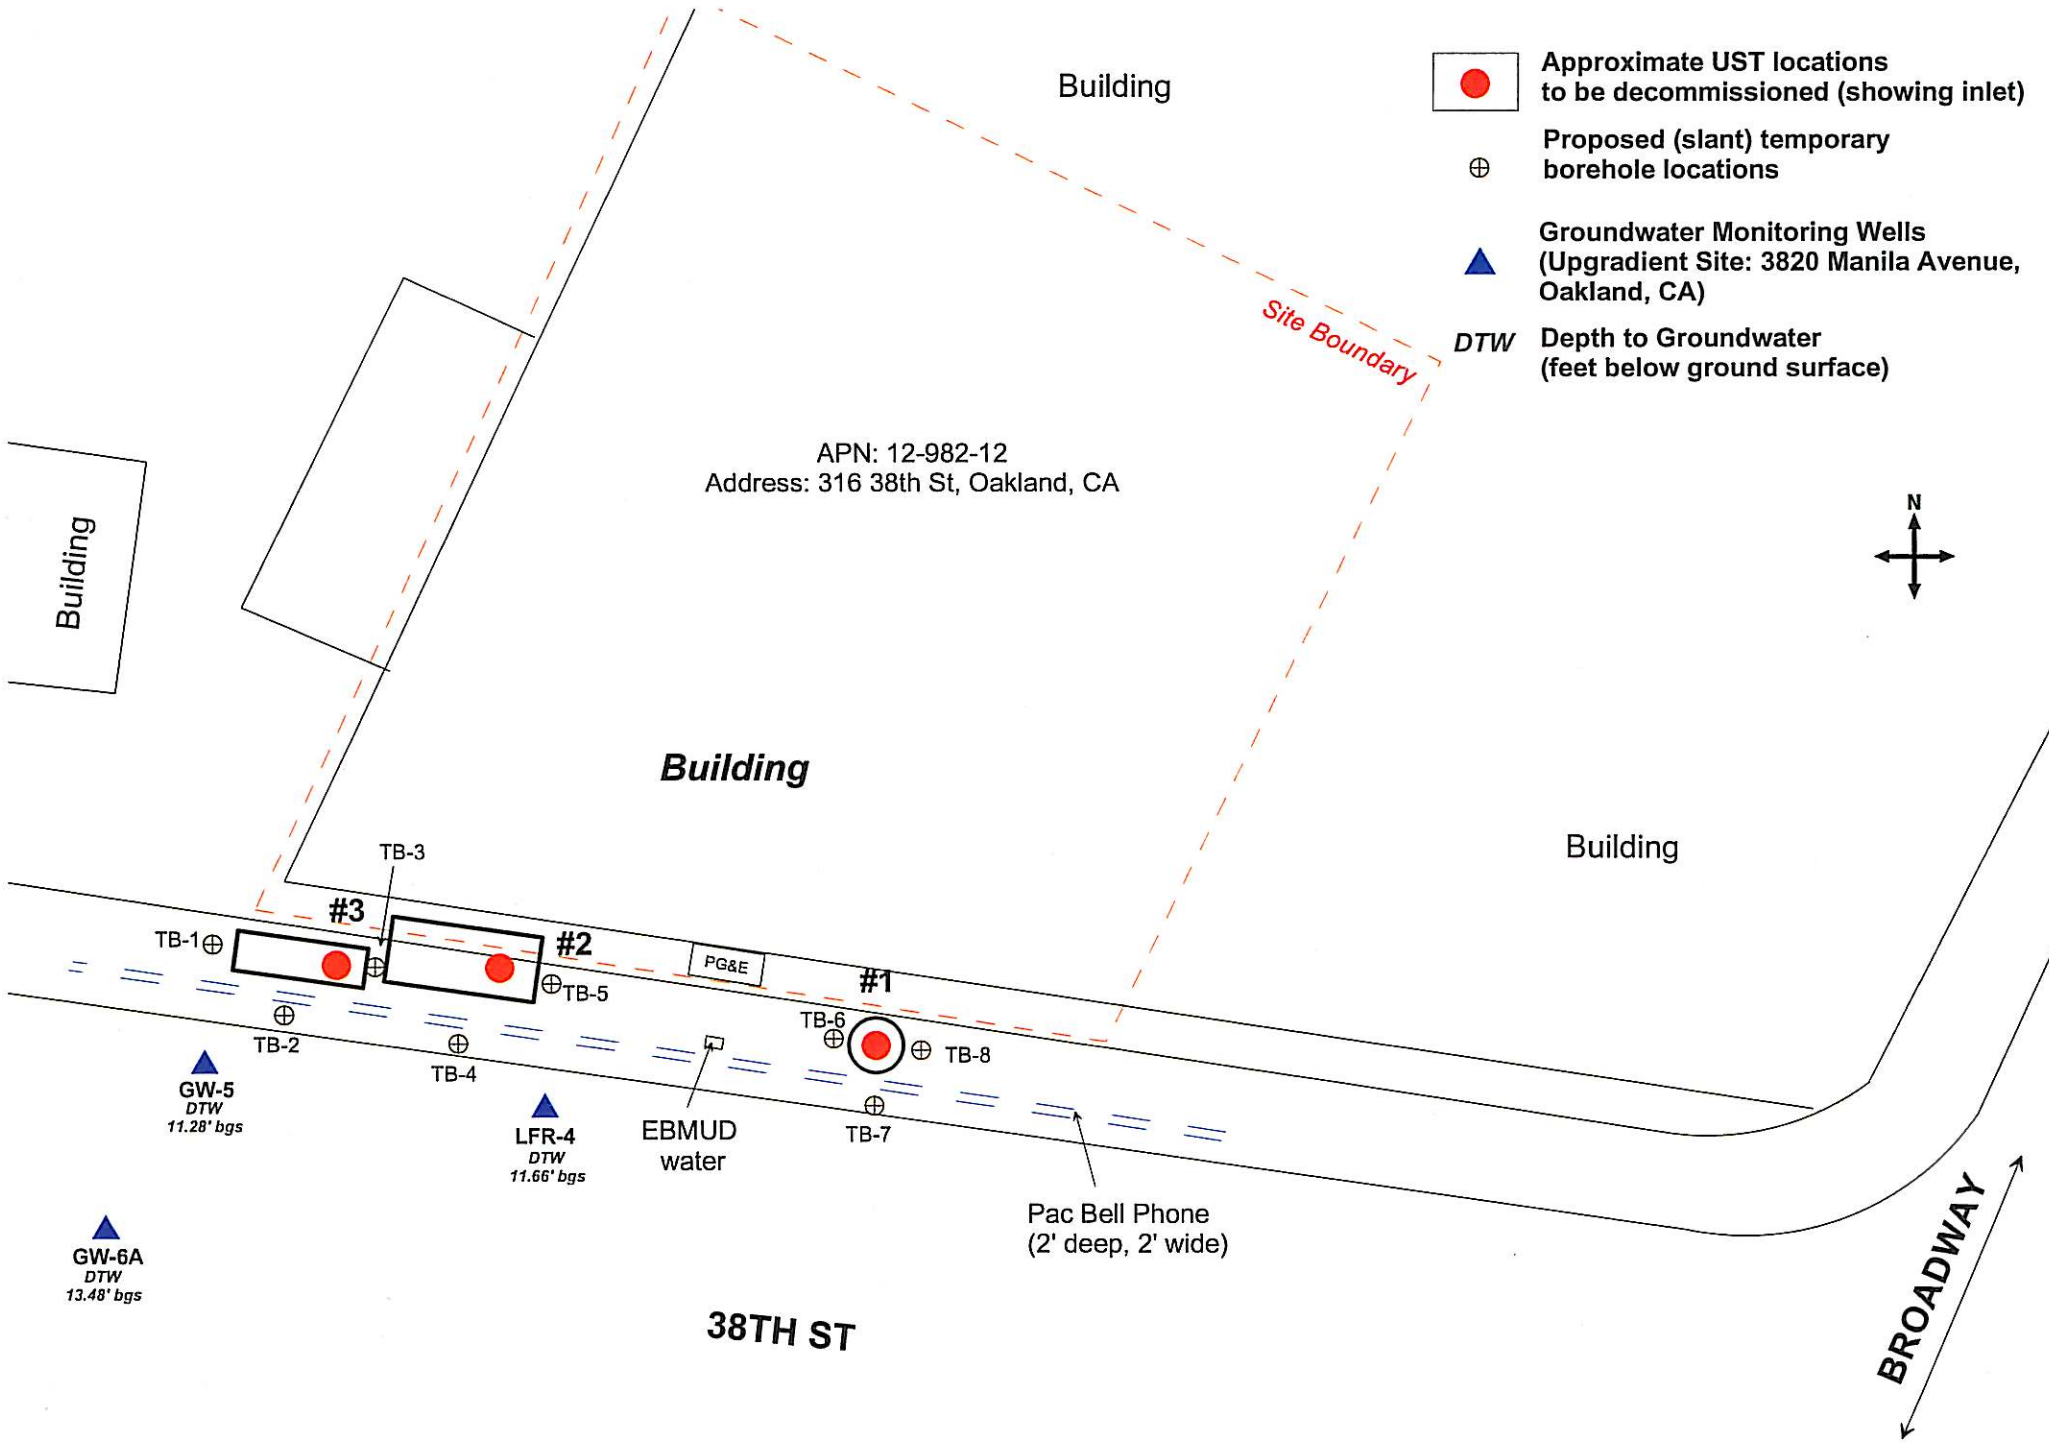 Building
Approximate UST locations
to be decommissioned (showing inlet)
Proposed (slant) temporary
borehole locations
Groundwater Monitoring Wells
(Upgradient Site: 3820 Manila Avenue,
Oakland, CA)
DTW Depth to Groundwater
(feet below ground surface)
Site Boundary
APN: 12-982-12
Address: 316 38th St, Oakland, CA
N
Building
Building
Building
TB-3
#3
#2
TB-1
PG&E
#1
TB-5
TB-6
TB-8
TB-2
TB-4
TB-7
GW-5
DTW
11.28' bgs
LFR-4
DTW
11.66' bgs
EBMUD
water
Pac Bell Phone
(2' deep, 2' wide)
GW-6A
DTW
13.48' bgs
38TH ST
BROADWAY